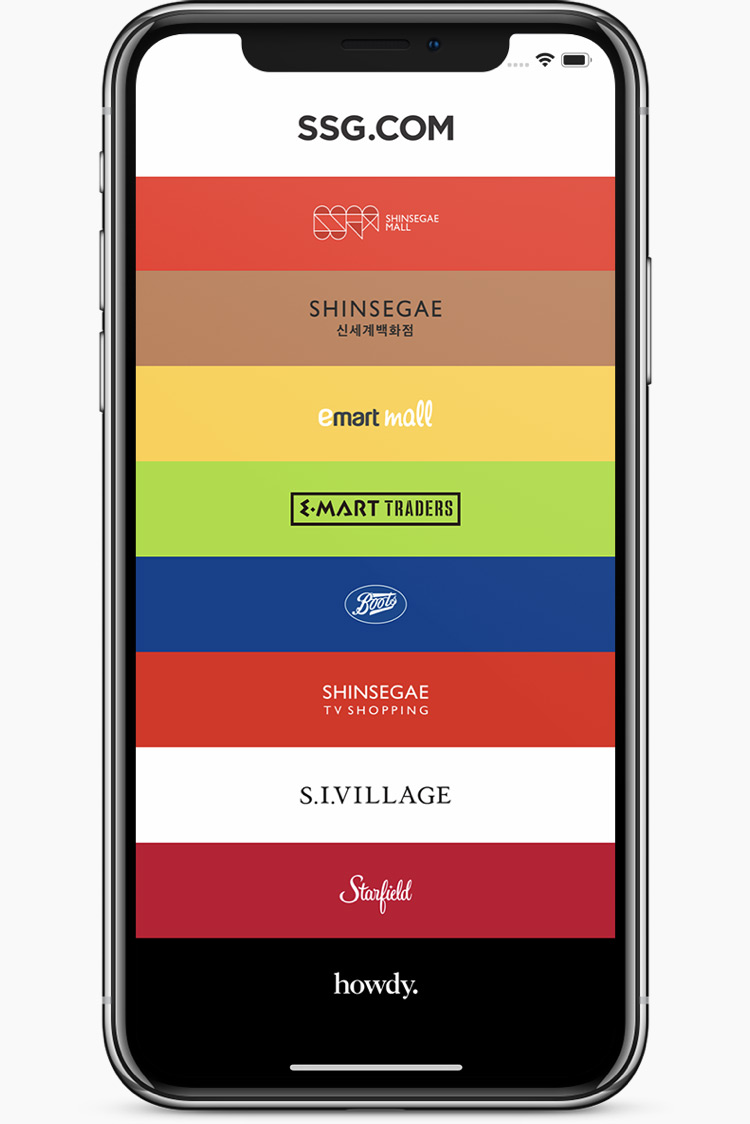 SSG.COM
SHINSEGAE
MALL
SHINSEGAE
신세계백화점
emart mall
E·MART TRADERS
Boots
SHINSEGAE
TV SHOPPING
S.I.VILLAGE
Starfield
howdy.